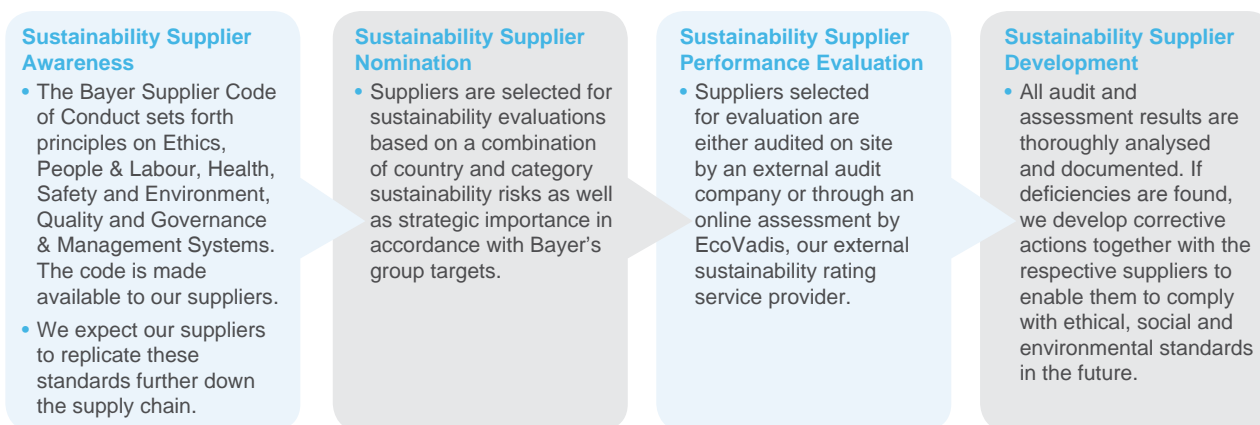 Sustainability Supplier
Awareness
• The Bayer Supplier Code
of Conduct sets forth
principles on Ethics,
People & Labour, Health,
Safety and Environment,
Quality and Governance
& Management Systems.
The code is made
available to our suppliers.
• We expect our suppliers
to replicate these
standards further down
the supply chain.
Sustainability Supplier
Nomination
• Suppliers are selected for
sustainability evaluations
based on a combination
of country and category
sustainability risks as well
as strategic importance in
accordance with Bayer's
group targets.
Sustainability Supplier
Performance Evaluation
• Suppliers selected
for evaluation are
either audited on site
by an external audit
company or through an
online assessment by
EcoVadis, our external
sustainability rating
service provider.
Sustainability Supplier
Development
• All audit and
assessment results are
thoroughly analysed
and documented. If
deficiencies are found,
we develop corrective
actions together with the
respective suppliers to
enable them to comply
with ethical, social and
environmental standards
in the future.